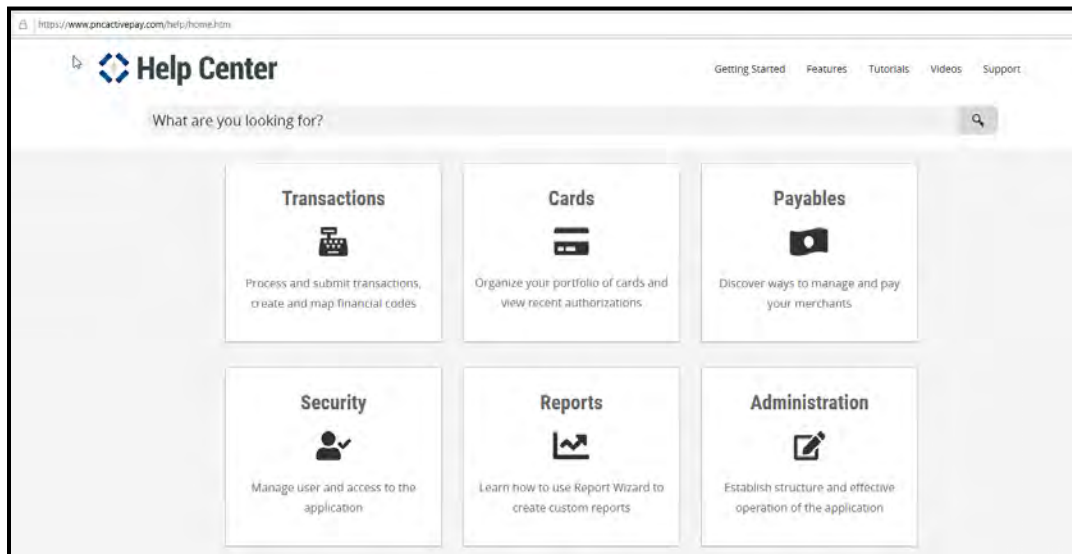 https://www.pncactivepay.com/help/home.htm
Help Center
Getting Started Features Tutorials Videos Support
What are you looking for?
Transactions
Process and submit transactions,
create and map financial codes
Cards
Organize your portfolio of cards and
view recent authorizations
Payables
Discover ways to manage and pay
your merchants
Security
Manage user and access to the
application
Reports
Learn how to use Report Wizard to
create custom reports
Administration
Establish structure and effective
operation of the application